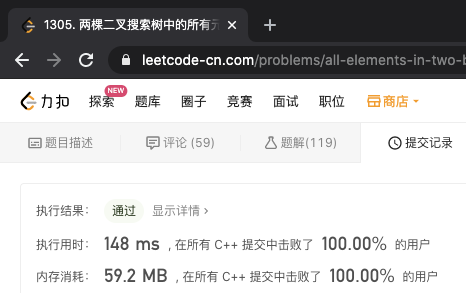 1305. 两棵二叉搜索树中的所有
leetcode-cn.com/problems/all-elements-in-two-b
力扣 探索 NEW 题库 圈子 竞赛 面试 职位 商店
题目描述 评论 (59) 题解(119) 提交记录
执行结果： 通过 显示详情 ›
执行用时： 148 ms , 在所有 C++ 提交中击败了 100.00% 的用户
内存消耗： 59.2 MB , 在所有 C++ 提交中击败了 100.00% 的用户